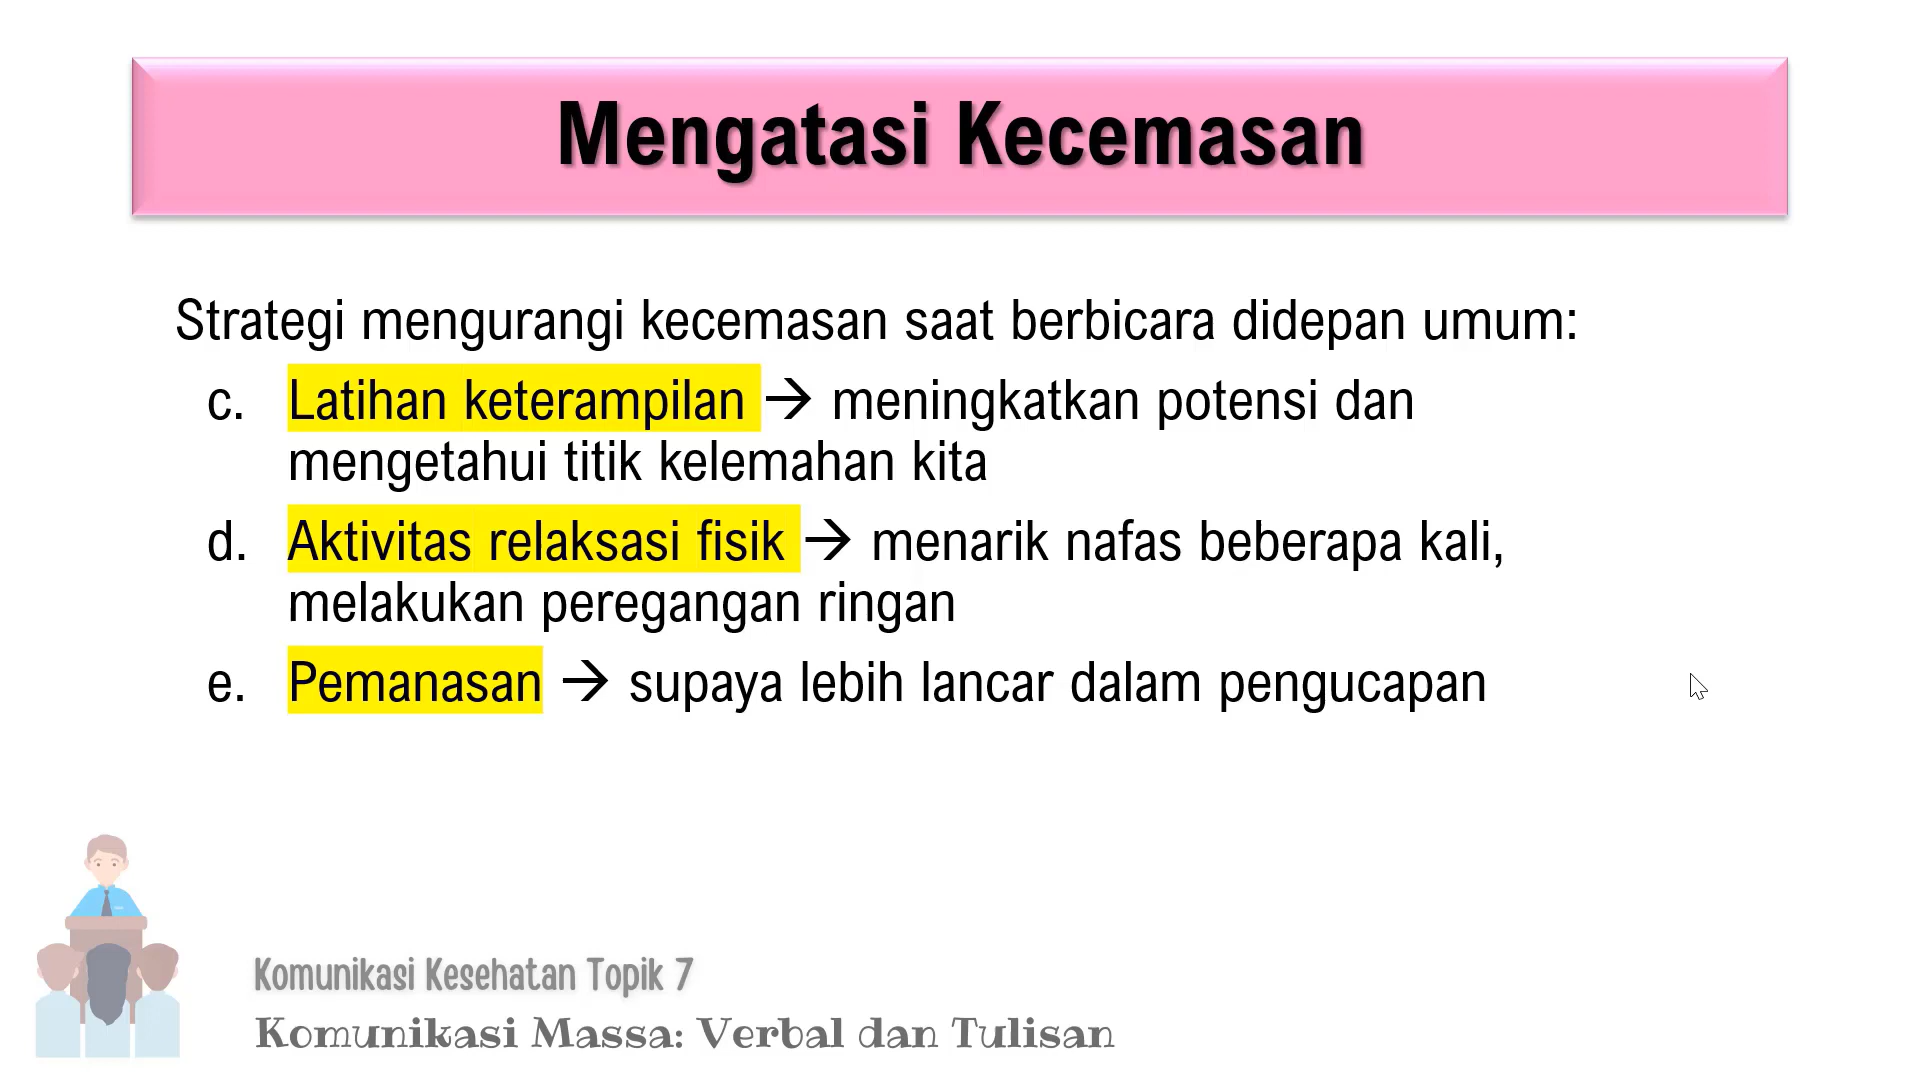 Mengatasi Kecemasan
Strategi mengurangi kecemasan saat berbicara didepan umum:
c. Latihan keterampilan → meningkatkan potensi dan
mengetahui titik kelemahan kita
d. Aktivitas relaksasi fisik → menarik nafas beberapa kali,
melakukan peregangan ringan
e. Pemanasan → supaya lebih lancar dalam pengucapan
Komunikasi Kesehatan Topik 7
Komunikasi Massa: Verbal dan Tulisan